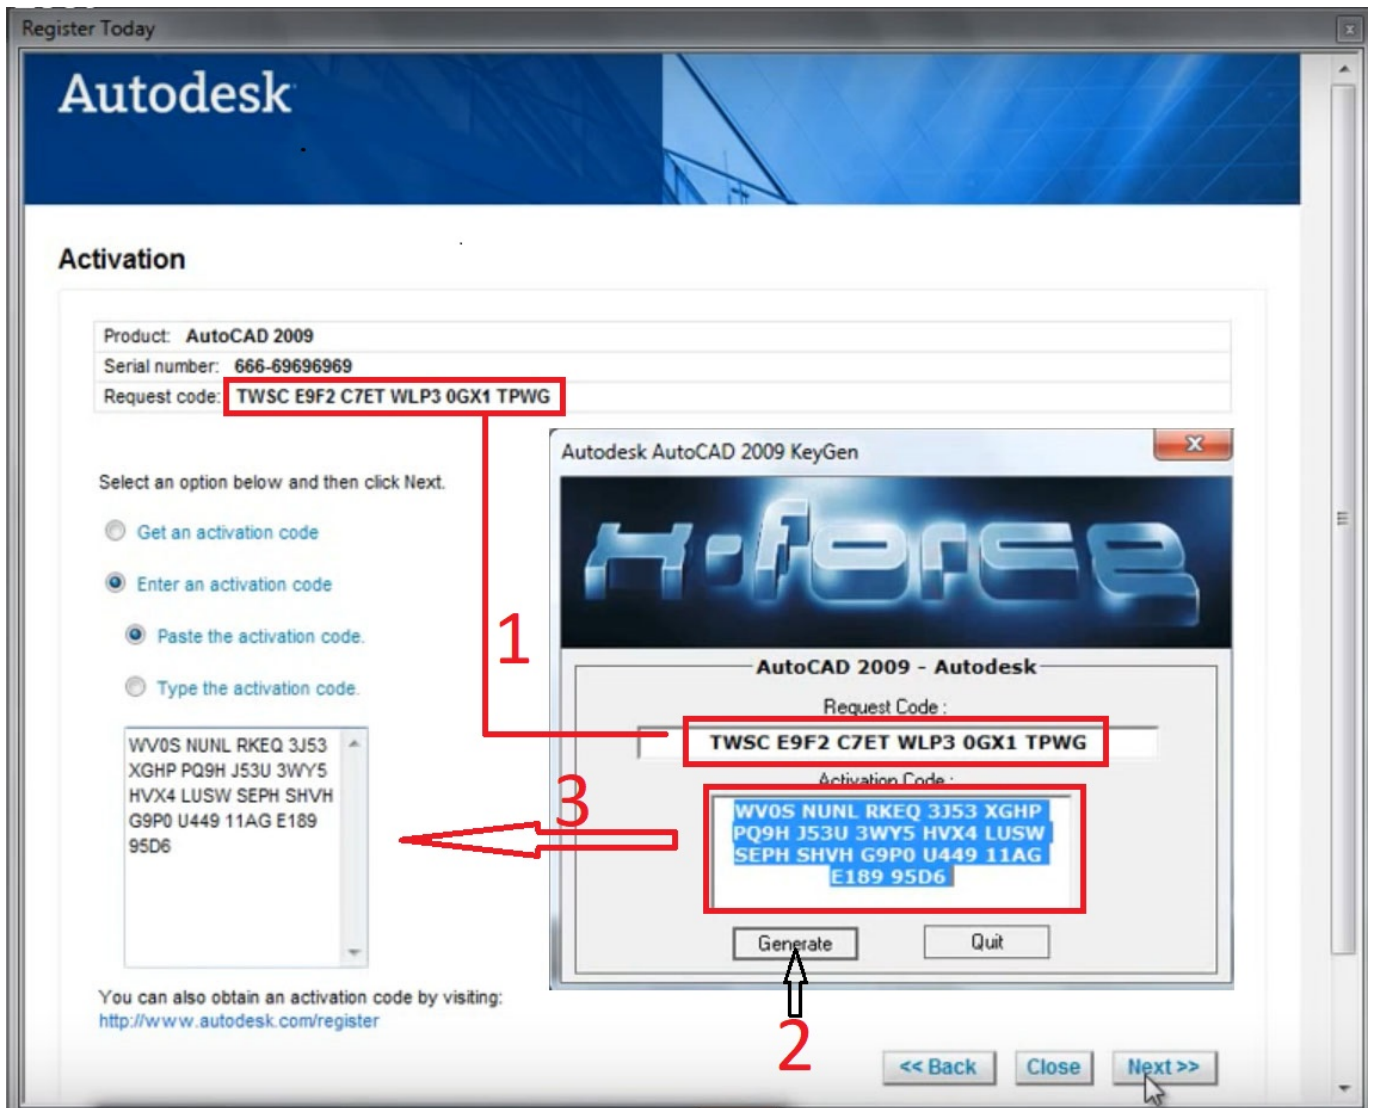 Register Today
Autodesk
Activation
Product: AutoCAD 2009
Serial number: 666-69696969
Request code: TWSC E9F2 C7ET WLP3 0GX1 TPWG
Select an option below and then click Next.
Get an activation code
Enter an activation code
Paste the activation code.
Type the activation code.
WV0S NUNL RKEQ 3J53
XGHP PQ9H J53U 3WY5
HVX4 LUSW SEPH SHVH
G9P0 U449 11AG E189
95D6
You can also obtain an activation code by visiting:
http://www.autodesk.com/register
1
Autodesk AutoCAD 2009 KeyGen
X-force
AutoCAD 2009 - Autodesk
Request Code :
TWSC E9F2 C7ET WLP3 0GX1 TPWG
Activation Code :
WV0S NUNL RKEQ 3J53 XGHP
PQ9H J53U 3WY5 HVX4 LUSW
SEPH SHVH G9P0 U449 11AG
E189 95D6
3
Generate
Quit
2
<< Back
Close
Next >>